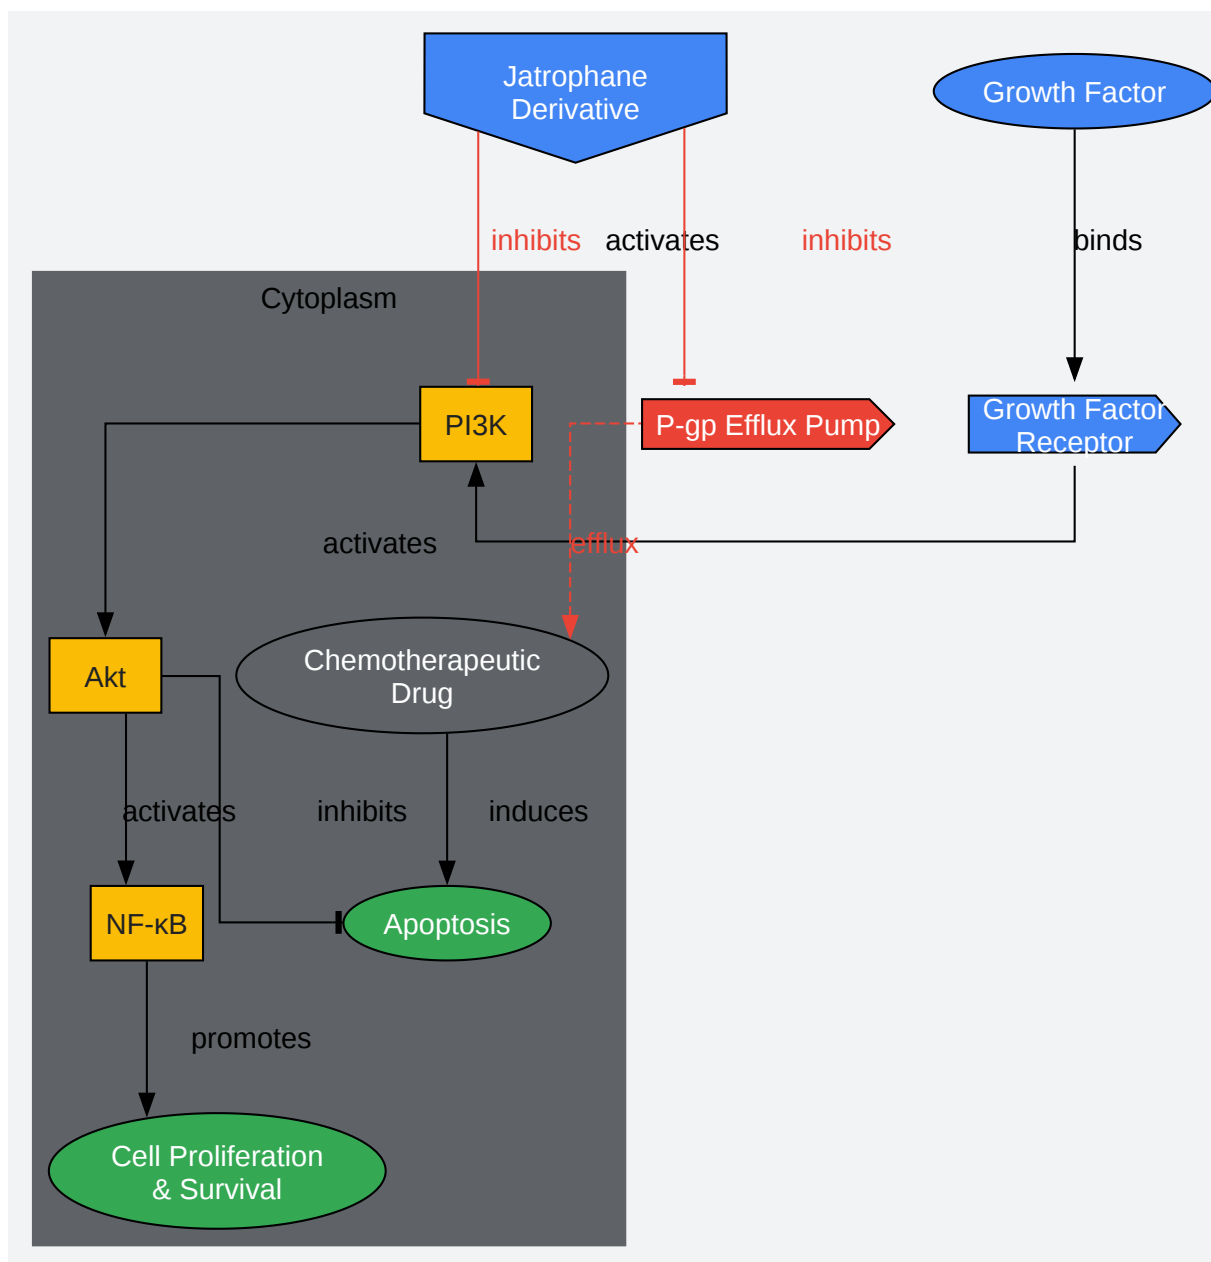 Jatrophane
Derivative
Growth Factor
inhibits
activates
inhibits
binds
Cytoplasm
PI3K
P-gp Efflux Pump
Growth Factor
Receptor
activates
efflux
Akt
Chemotherapeutic
Drug
activates
inhibits
induces
NF-κB
Apoptosis
promotes
Cell Proliferation
& Survival